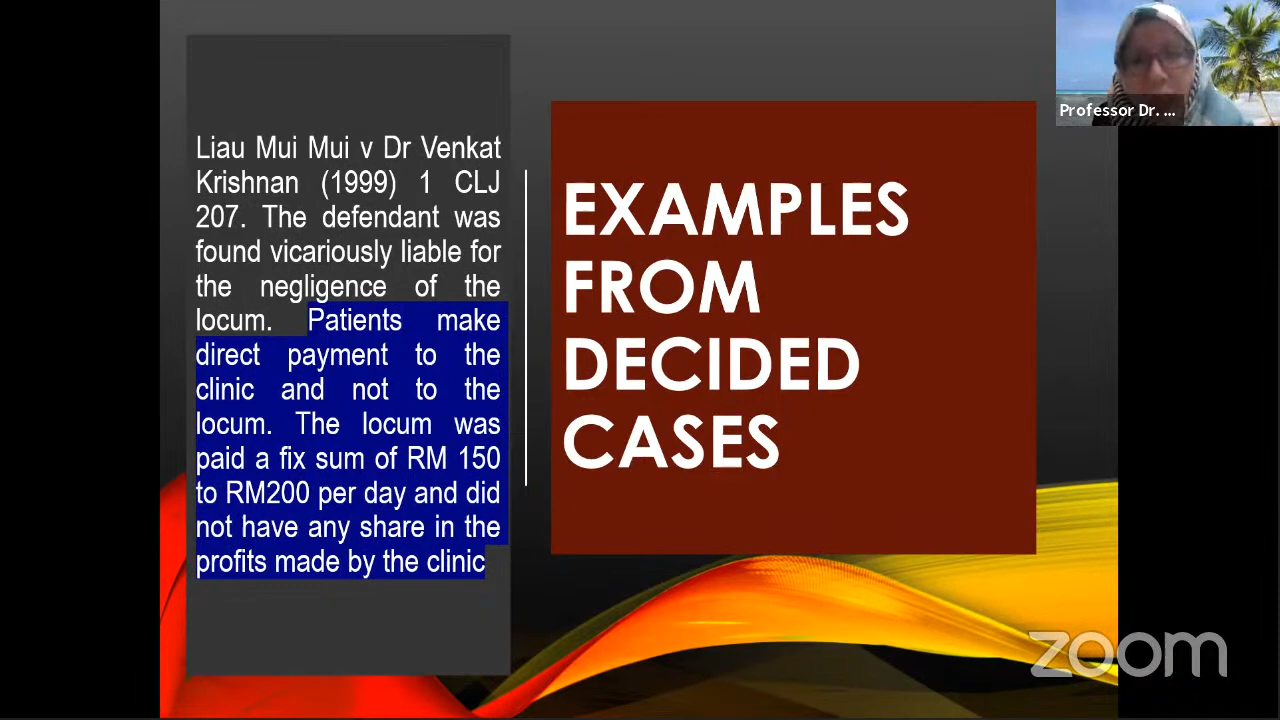 Liau Mui Mui v Dr Venkat
Krishnan (1999) 1 CLJ
207. The defendant was
found vicariously liable for
the negligence of the
locum. Patients make
direct payment to the
clinic and not to the
locum. The locum was
paid a fix sum of RM 150
to RM200 per day and did
not have any share in the
profits made by the clinic
EXAMPLES
FROM
DECIDED
CASES
Professor Dr. ...
zoom